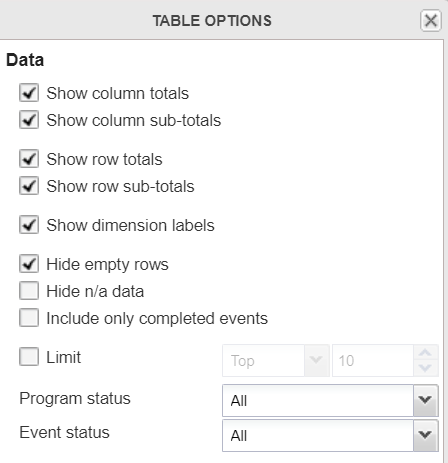 TABLE OPTIONS
Data
Show column totals
Show column sub-totals
Show row totals
Show row sub-totals
Show dimension labels
Hide empty rows
Hide n/a data
Include only completed events
Limit Top 10
Program status All
Event status All